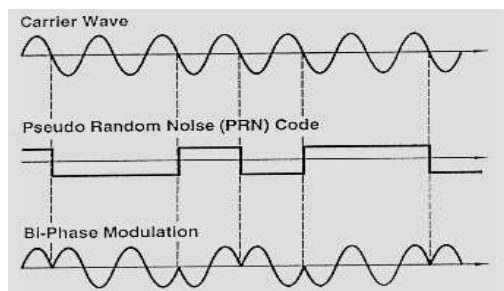 Carrier Wave
Pseudo Random Noise (PRN) Code
Bi-Phase Modulation